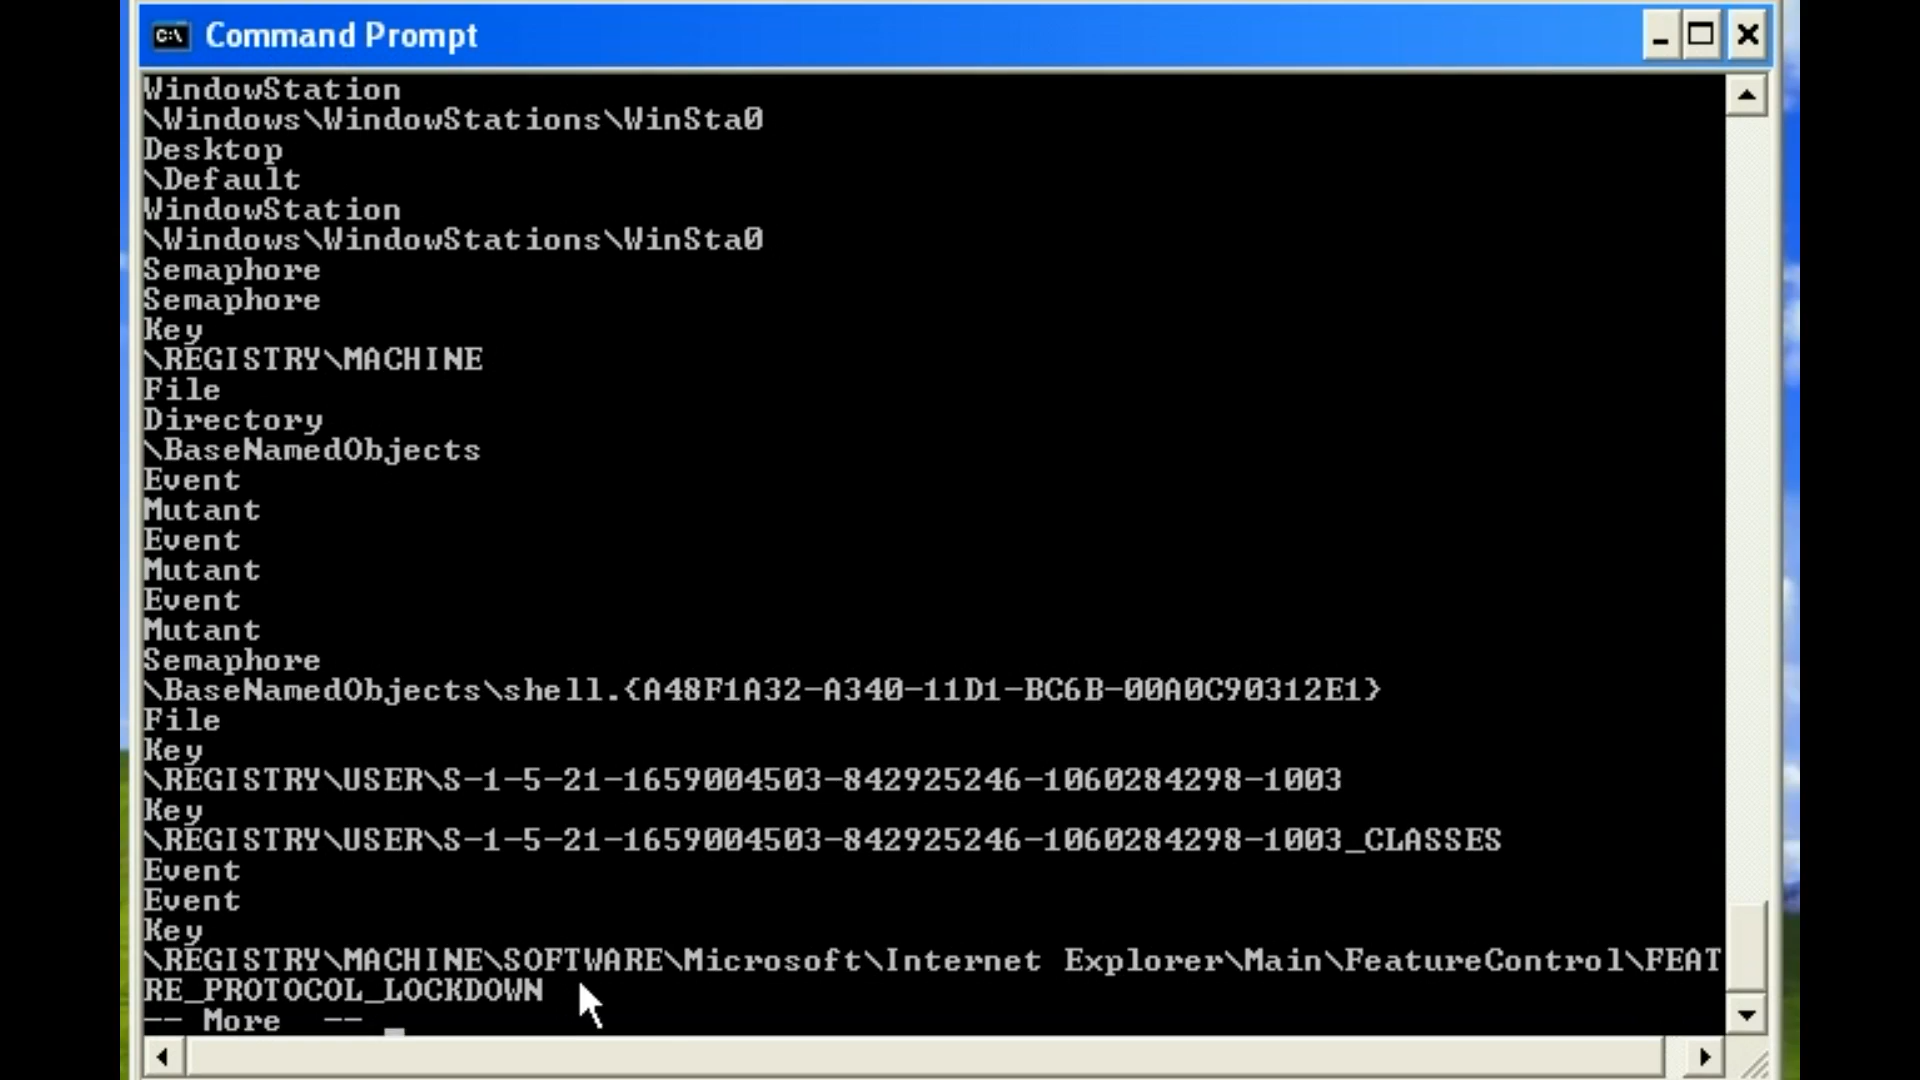 Command Prompt
WindowStation
\Windows\WindowStations\WinSta0
Desktop
\Default
WindowStation
\Windows\WindowStations\WinSta0
Semaphore
Semaphore
Key
\REGISTRY\MACHINE
File
Directory
\BaseNamedObjects
Event
Mutant
Event
Mutant
Event
Mutant
Semaphore
\BaseNamedObjects\shell.{A48F1A32-A340-11D1-BC6B-00A0C90312E1}
File
Key
\REGISTRY\USER\S-1-5-21-1659004503-842925246-1060284298-1003
Key
\REGISTRY\USER\S-1-5-21-1659004503-842925246-1060284298-1003_CLASSES
Event
Event
Key
\REGISTRY\MACHINE\SOFTWARE\Microsoft\Internet Explorer\Main\FeatureControl\FEAT
RE_PROTOCOL_LOCKDOWN
-- More  --